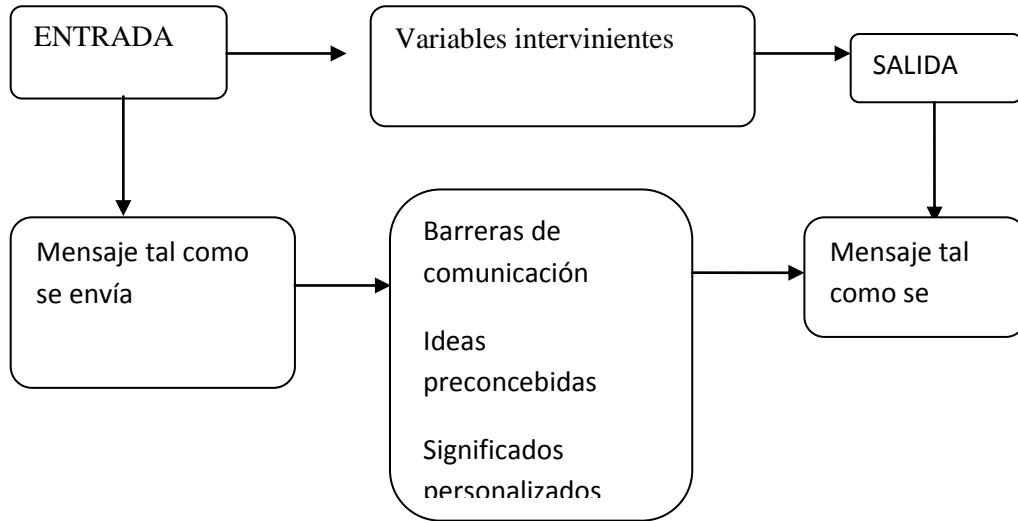 ENTRADA
Variables intervinientes
SALIDA
Mensaje tal como
se envía
Barreras de
comunicación
Ideas
preconcebidas
Significados
personalizados
Mensaje tal
como se